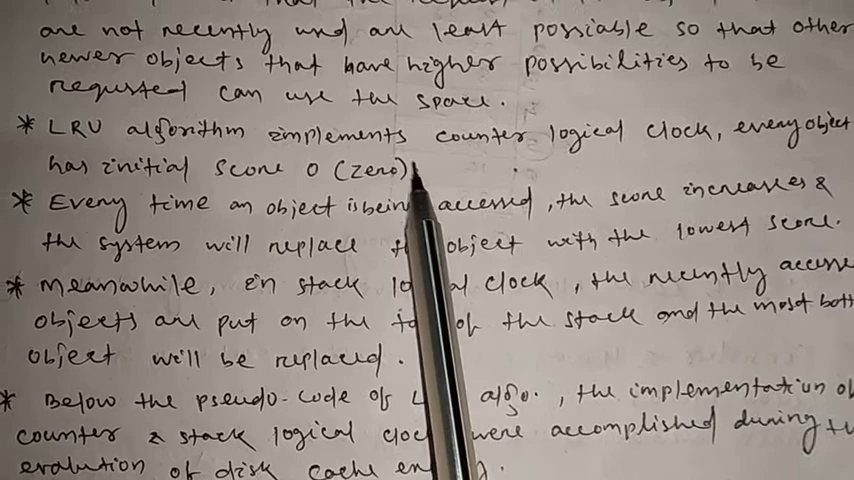 are not recently und are least possiable so that other
newer objects that have higher possibilities to be
requested can use the space.
* LRU algorithm implements counter logical clock, every object
has initial score 0 (zero)
* Every time an object is being accessed, the score increases &
the system will replace object with the lowest score.
* Meanwhile, in stack clock, the recently accesse
objects are put on the of the stack and the most bott
object will be replaced.
* Below the pseudo-code of algo., the implementation of
counter & stack logical were accomplished during
evalution of disk cache